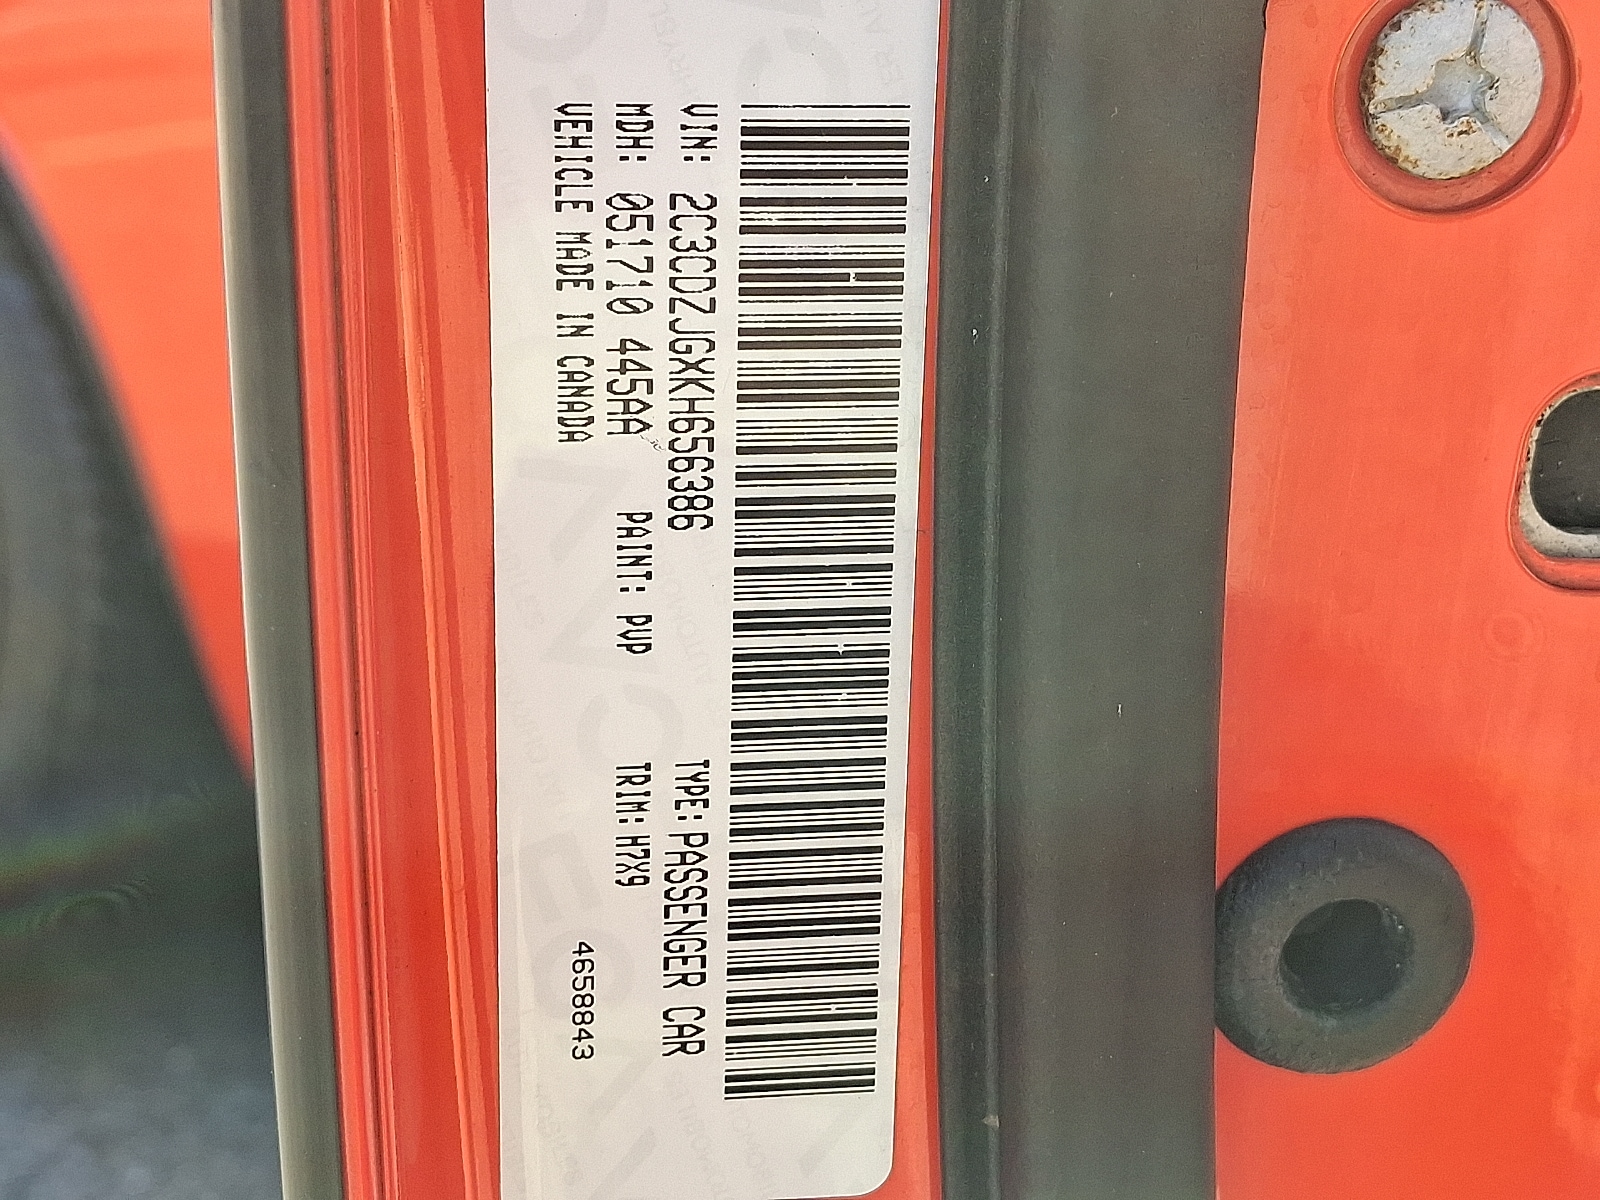 VIN: 2C3CDZJGXKH656386 TYPE: PASSENGER CAR
MDH: 051710 445AA PAINT: PVP TRIM: H7X9
VEHICLE MADE IN CANADA
4658843